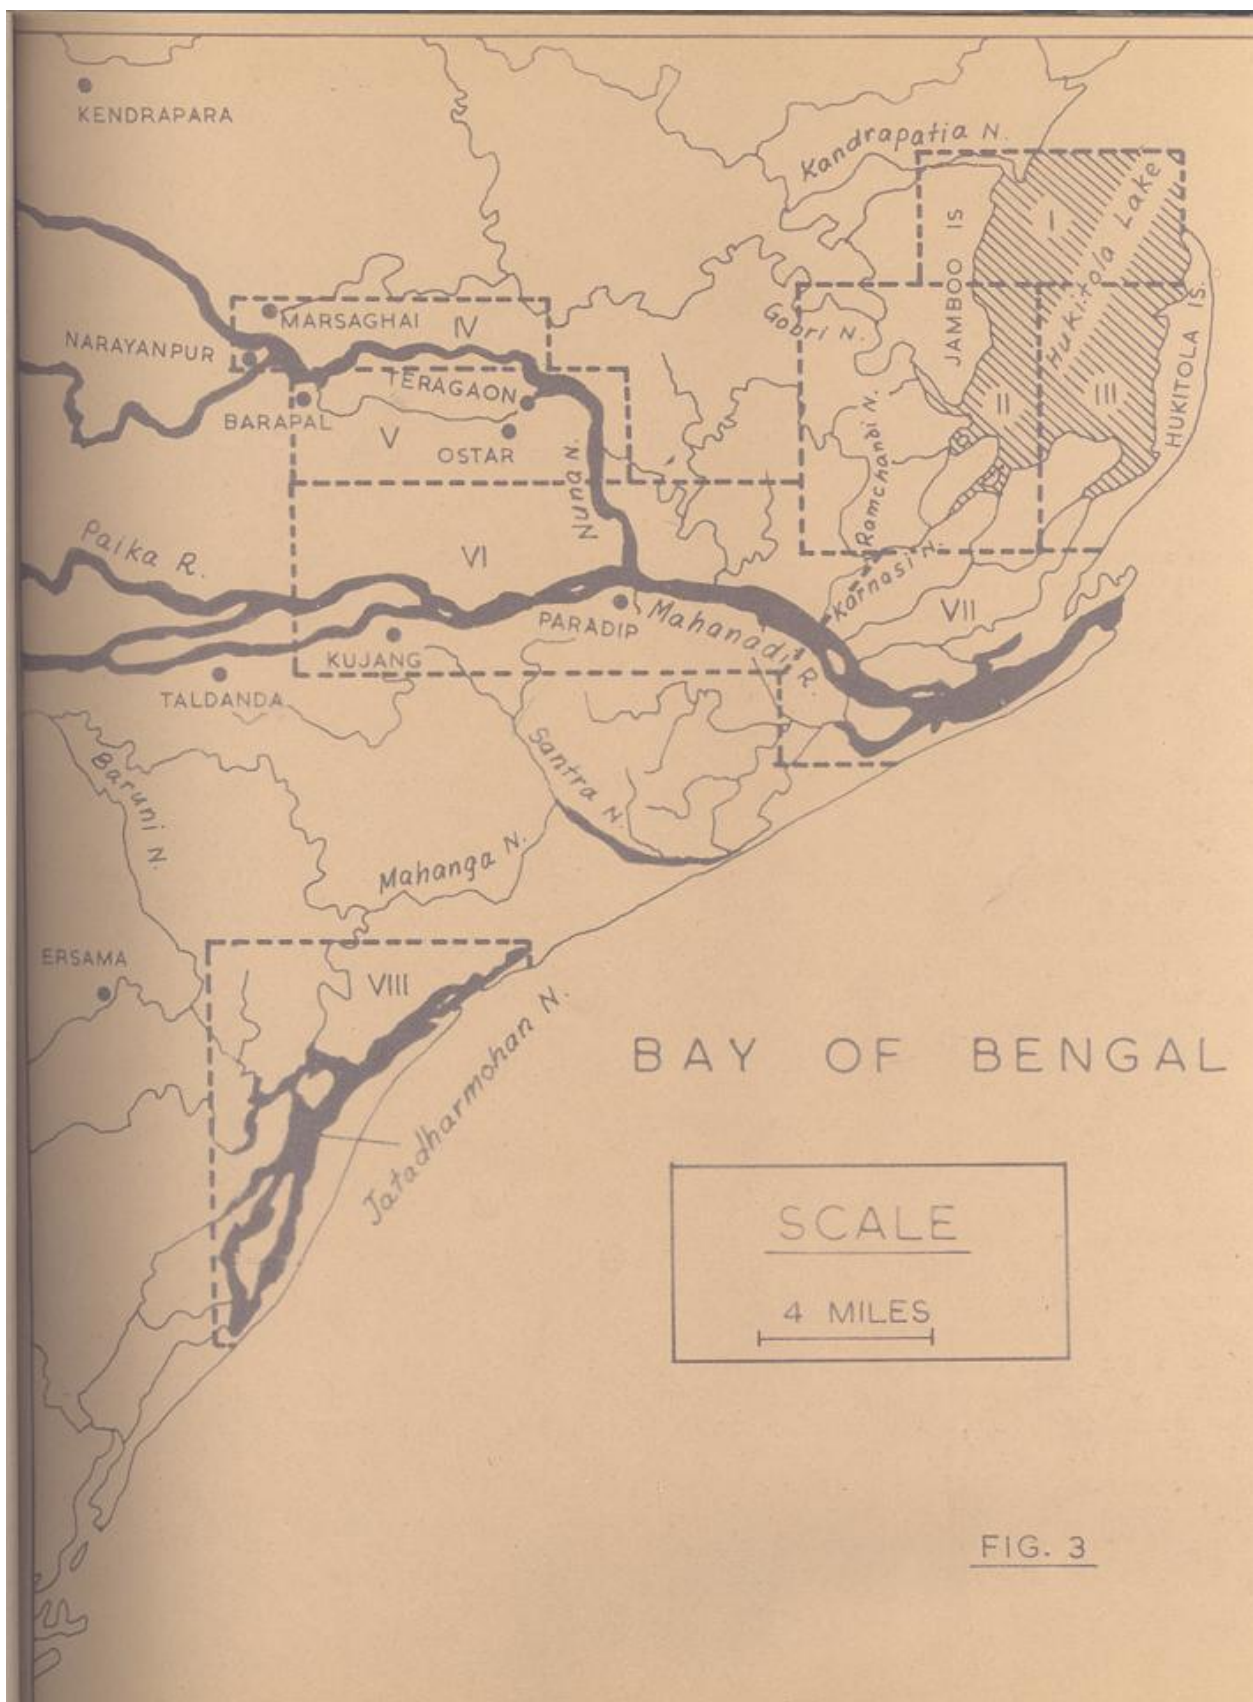 KENDRAPARA
Kandrapatia N.
I
Hukitola Lake
JAMBOO IS
MARSAGHAI
IV
Gobri N.
HUKITOLA IS.
NARAYANPUR
TERAGAON
II
III
BARAPAL
V
OSTAR
Nuna N.
Ramchandi N.
Paika R.
VI
Karnasi N.
VII
PARADIP
Mahanadi R.
KUJANG
TALDANDA
Santra N.
Baruni N.
Mahanga N.
ERSAMA
VIII
Jatadharmohan N.
BAY OF BENGAL
SCALE
4 MILES
FIG. 3